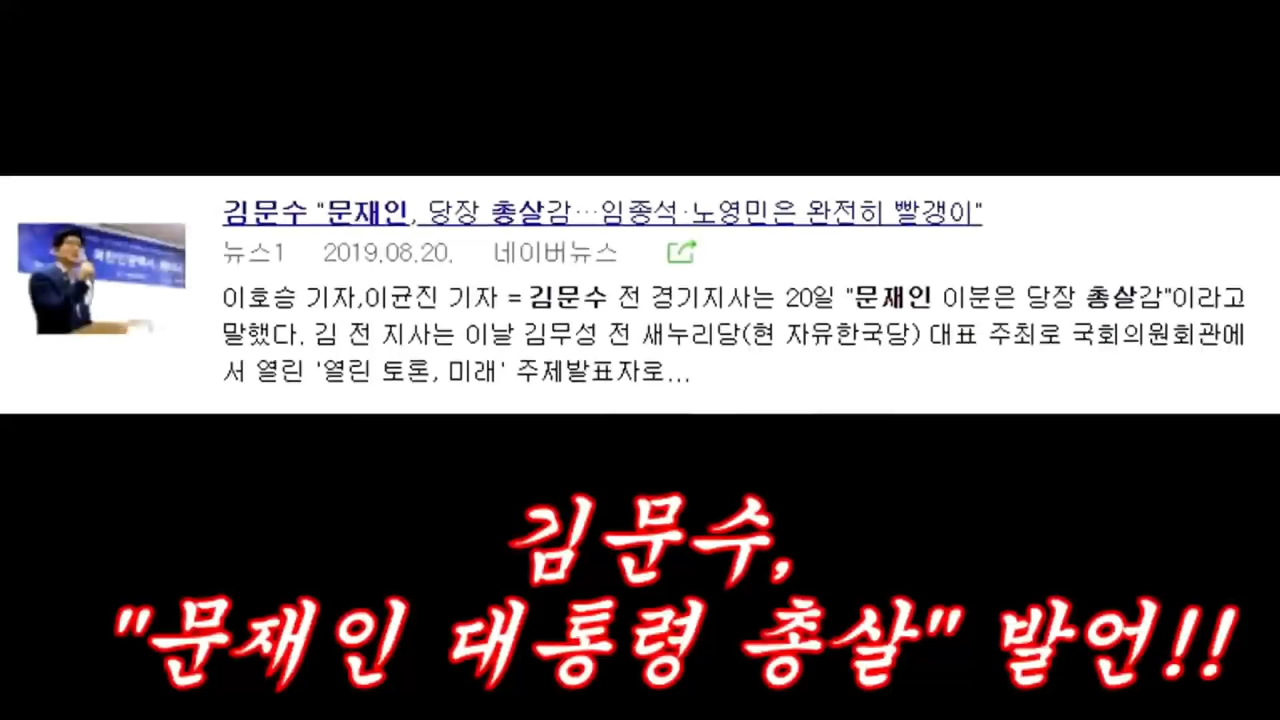 김문수 "문재인, 당장 총살감…임종석·노영민은 완전히 빨갱이"
뉴스1 2019.08.20. 네이버뉴스
이호승 기자,이균진 기자 = 김문수 전 경기지사는 20일 "문재인 이분은 당장 총살감"이라고
말했다. 김 전 지사는 이날 김무성 전 새누리당(현 자유한국당) 대표 주최로 국회의원회관에
서 열린 '열린 토론, 미래' 주제발표자로...
김문수,
"문재인 대통령 총살" 발언!!